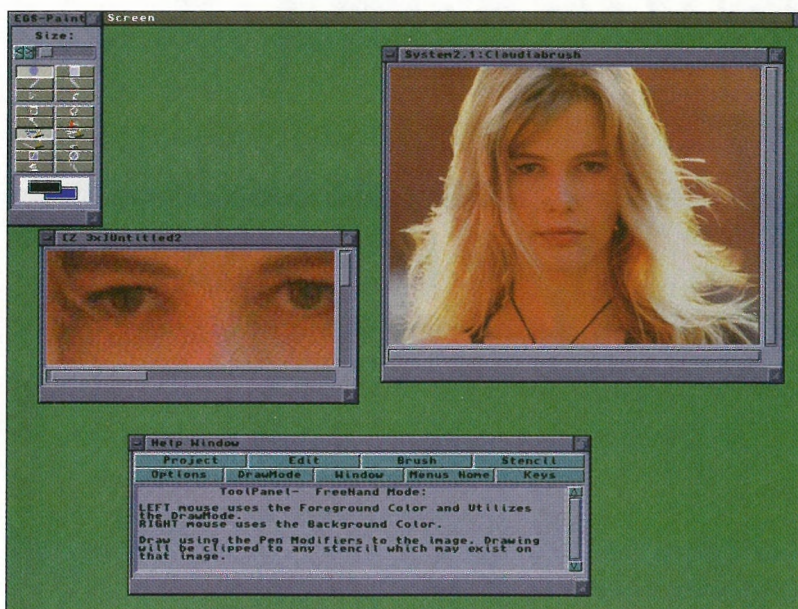 EGS-Paint
Screen
Size:
System2.1:Claudiabrush
[Z 3x]Untitled2
Help Window
Project Edit Brush Stencil
Options DrawMode Window Menus Home Keys
ToolPanel- FreeHand Mode:
LEFT mouse uses the Foreground Color and Utilizes
the DrawMode.
RIGHT mouse uses the Background Color.
Draw using the Pen Modifiers to the image. Drawing
will be clipped to any stencil which may exist on
that image.